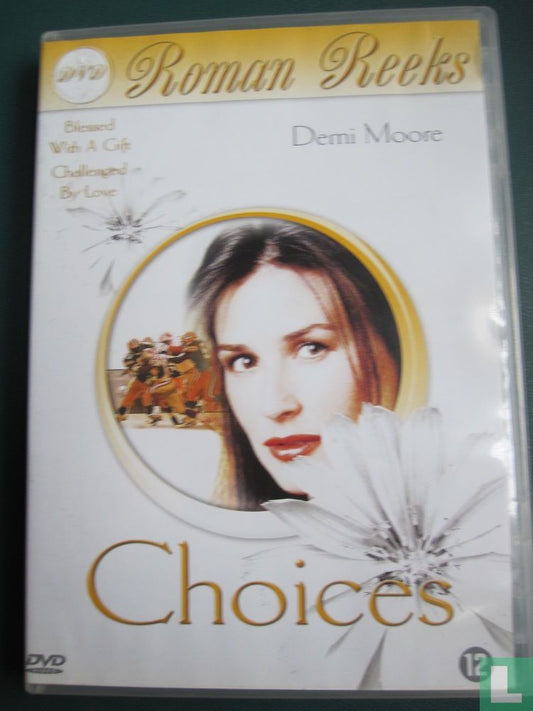 DVD Roman Reeks
Blessed
With A Gift
Challenged
By Love
Demi Moore
Choices
DVD
12
L